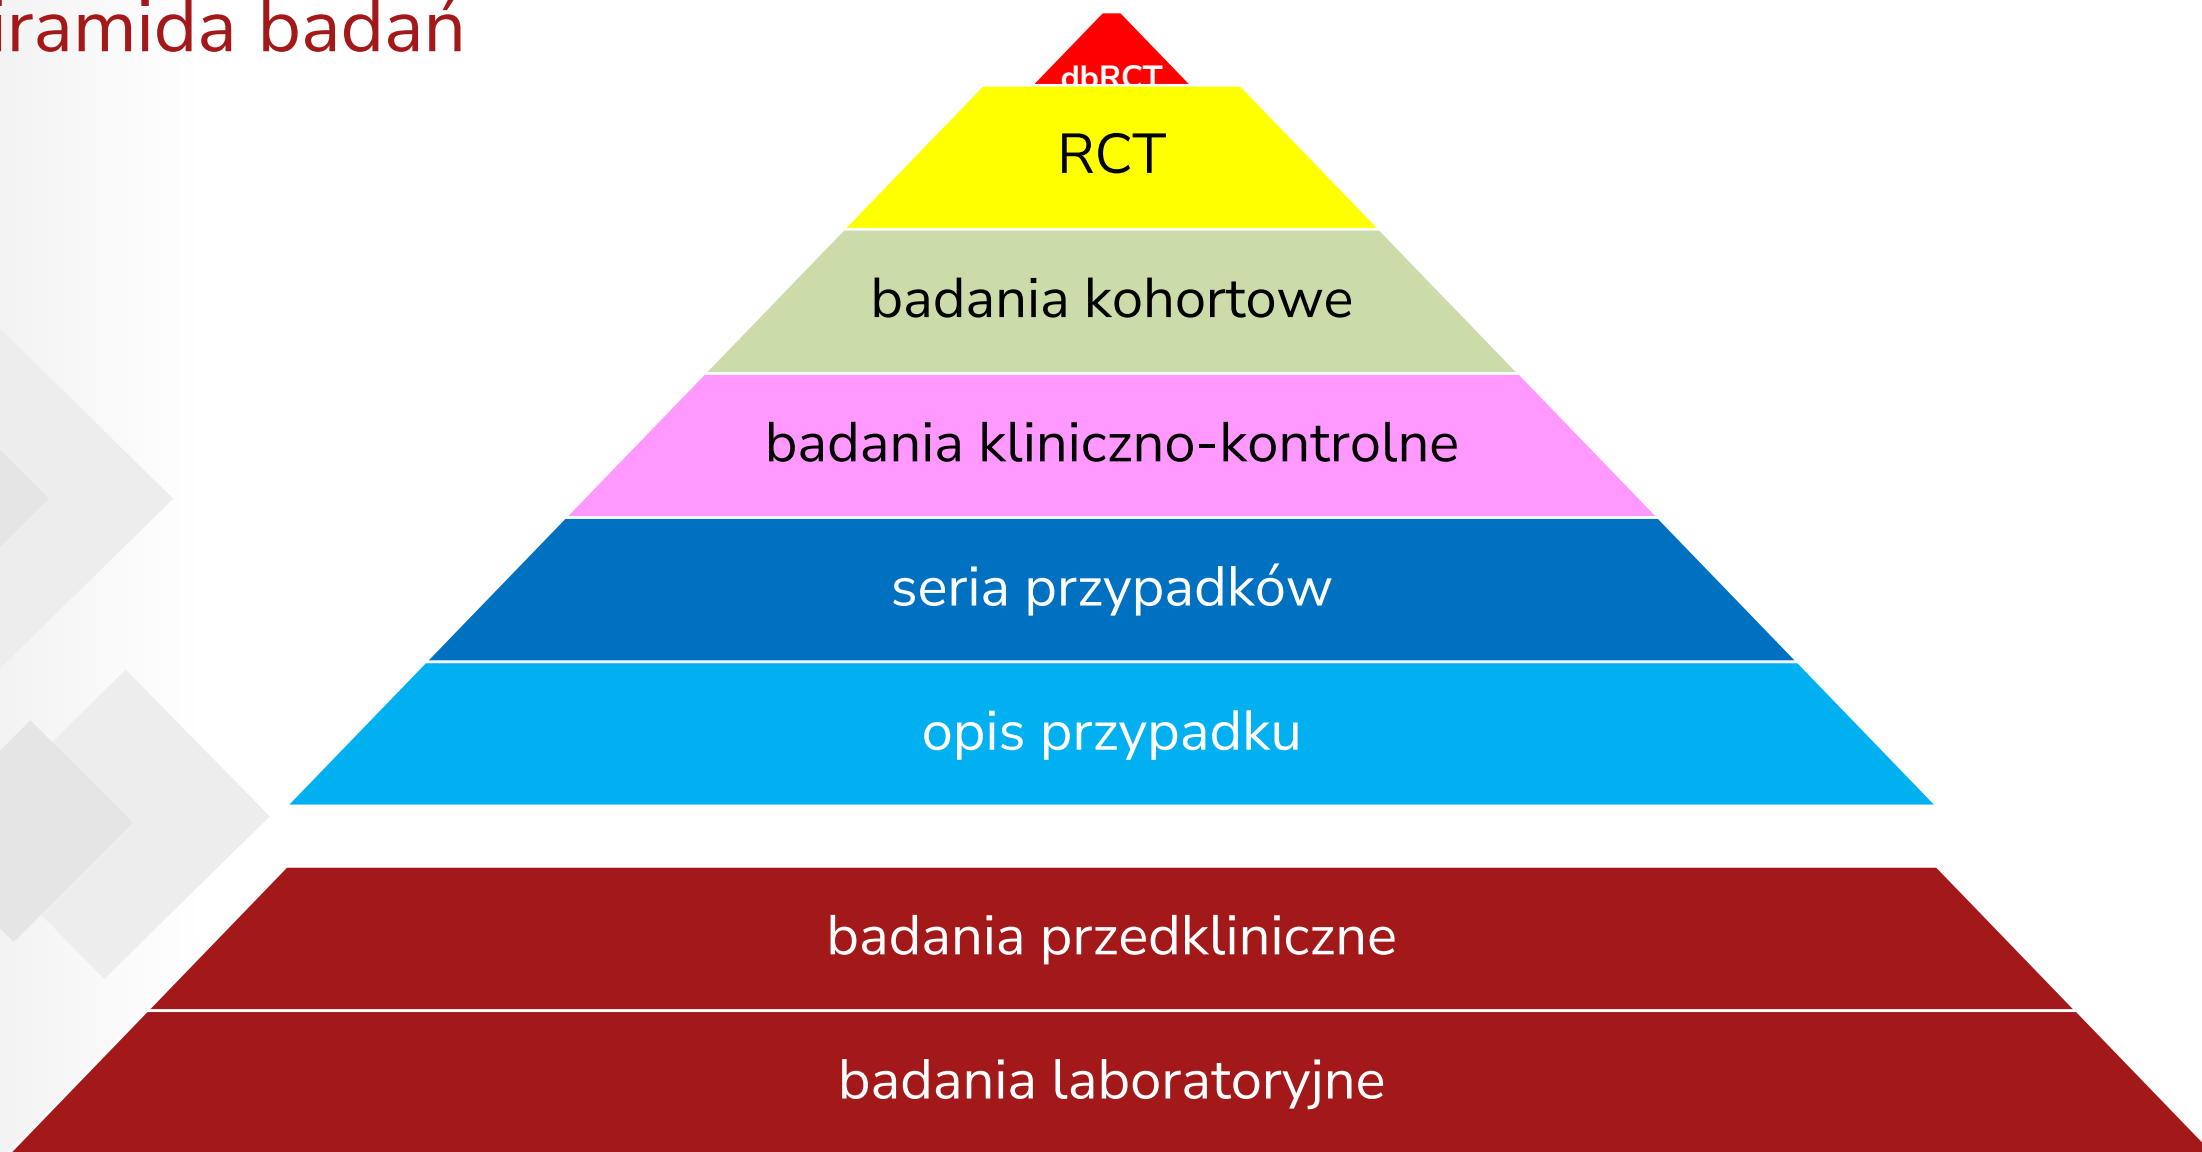 iramida badań
dbRCT
RCT
badania kohortowe
badania kliniczno-kontrolne
seria przypadków
opis przypadku
badania przedkliniczne
badania laboratoryjne